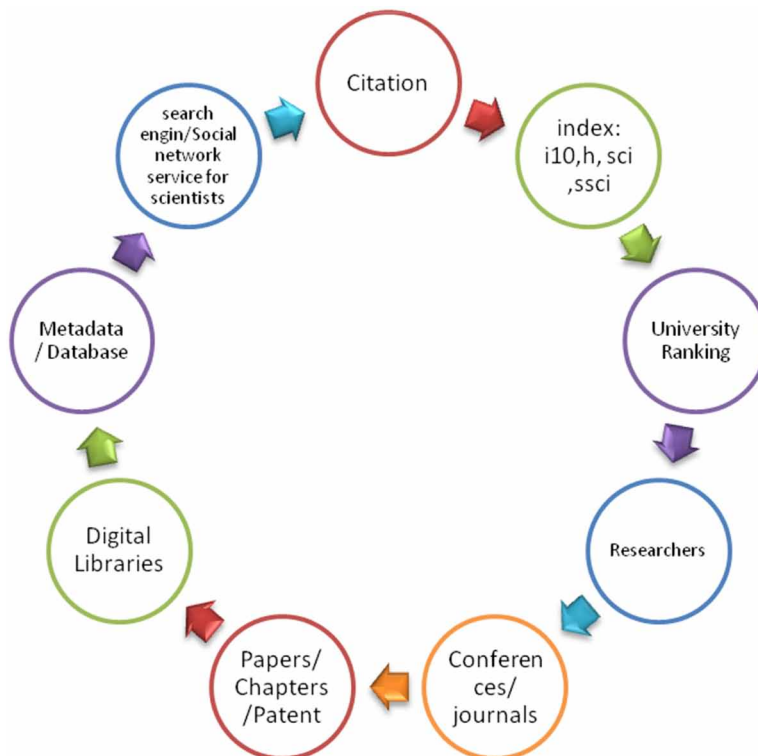 Citation
index:
i10,h, sci
,ssci
University
Ranking
Researchers
Conferen
ces/
journals
Papers/
Chapters
/Patent
Digital
Libraries
Metadada
/ Database
search
engin/Social
network
service for
scientists